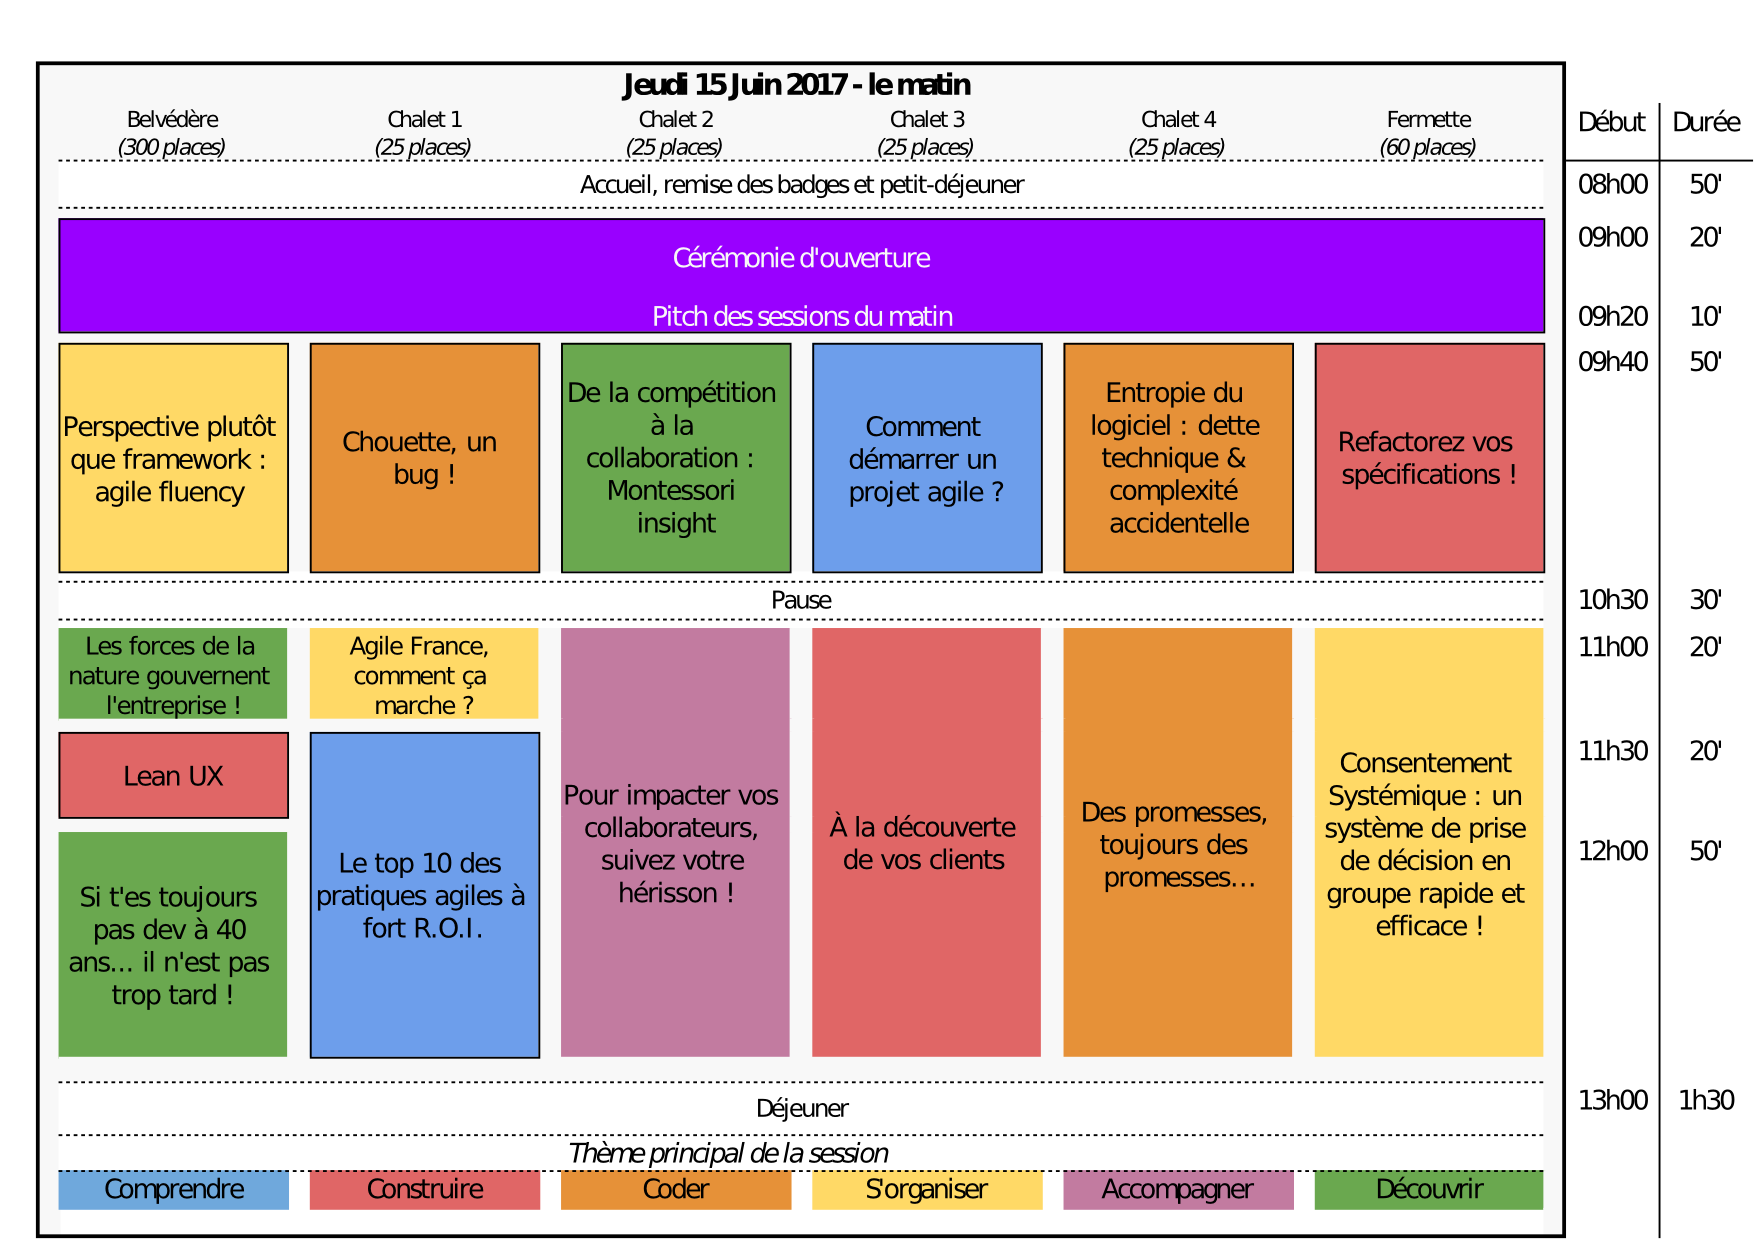 Jeudi 15 Juin 2017 - le matin
Belvédère
(300 places)
Chalet 1
(25 places)
Chalet 2
(25 places)
Chalet 3
(25 places)
Chalet 4
(25 places)
Fermette
(60 places)
Début
Durée
Accueil, remise des badges et petit-déjeuner
08h00
50'
Cérémonie d'ouverture
09h00
20'
Pitch des sessions du matin
09h20
10'
09h40
50'
Perspective plutôt
que framework :
agile fluency
Chouette, un
bug !
De la compétition
à la
collaboration :
Montessori
insight
Comment
démarrer un
projet agile ?
Entropie du
logiciel : dette
technique &
complexité
accidentelle
Refactorez vos
spécifications !
Pause
10h30
30'
Les forces de la
nature gouvernent
l'entreprise !
Agile France,
comment ça
marche ?
11h00
20'
Lean UX
11h30
20'
Si t'es toujours
pas dev à 40
ans... il n'est pas
trop tard !
Le top 10 des
pratiques agiles à
fort R.O.I.
Pour impacter vos
collaborateurs,
suivez votre
hérisson !
À la découverte
de vos clients
Des promesses,
toujours des
promesses...
Consentement
Systémique : un
système de prise
de décision en
groupe rapide et
efficace !
12h00
50'
Déjeuner
13h00
1h30
Thème principal de la session
Comprendre
Construire
Coder
S'organiser
Accompagner
Découvrir